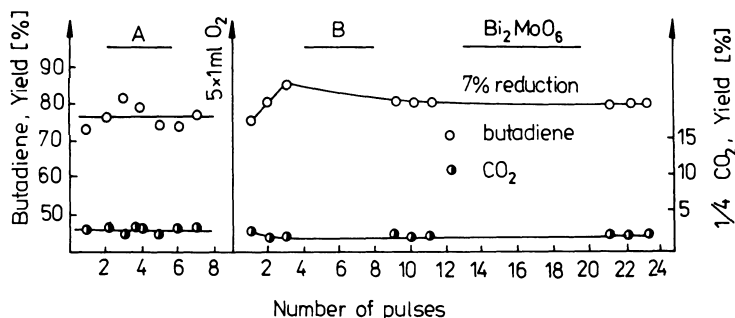 A
B
Bi2MoO6
Butadiene, Yield [%]
90
80
70
60
50
5×1ml O2
7% reduction
butadiene
CO2
15
10
5
1/4 CO2, Yield [%]
2 4 6 8
2 4 6 8 10 12 14 16 18 20 22 24
Number of pulses